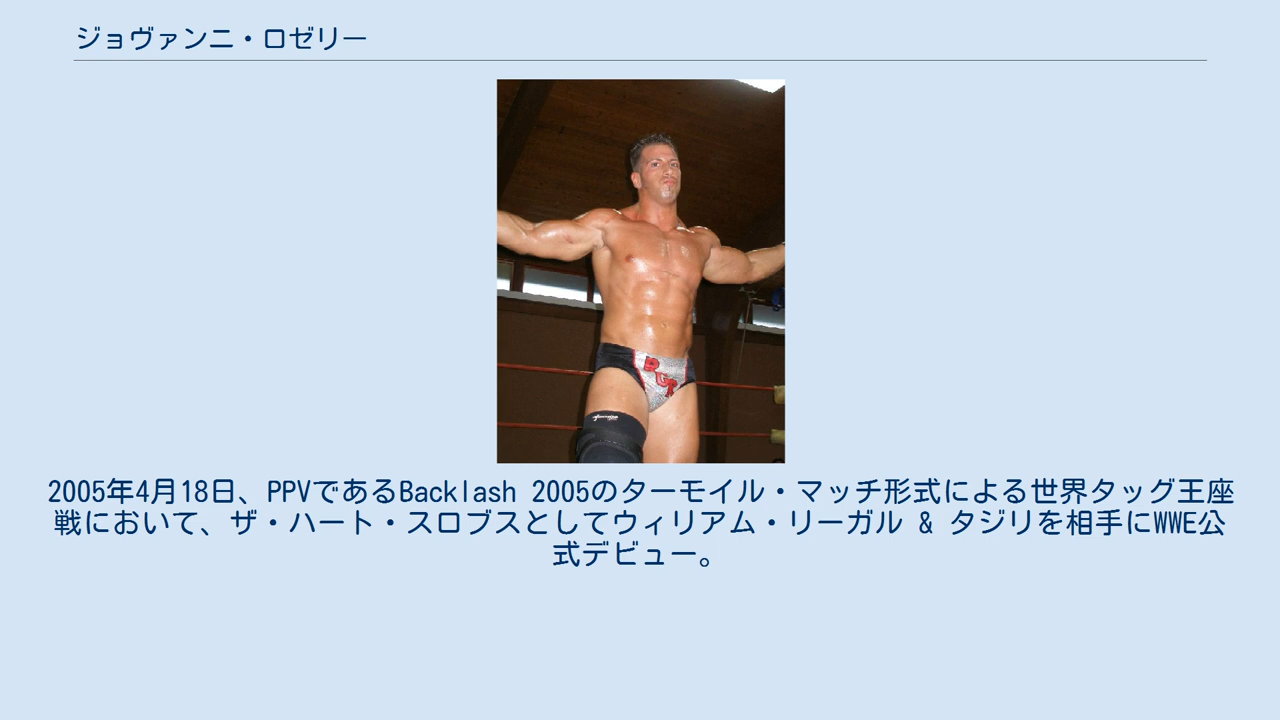 ジョヴァンニ・ロゼリー
2005年4月18日、PPVであるBacklash 2005のターモイル・マッチ形式による世界タッグ王座
戦において、ザ・ハート・スロブスとしてウィリアム・リーガル & タジリを相手にWWE公
式デビュー。